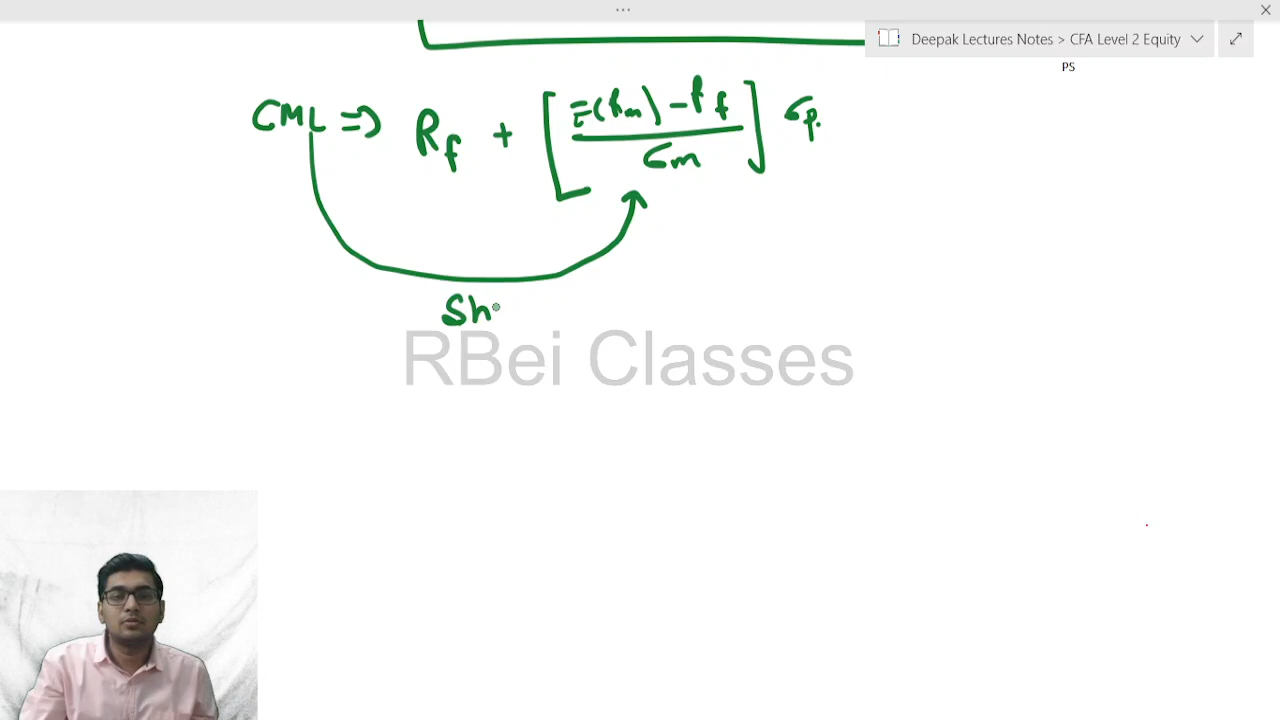 Deepak Lectures Notes > CFA Level 2 Equity
PS
CML ⇒ Rf + [E(Rm) - Rf / σm] σp.
Sh
RBei Classes